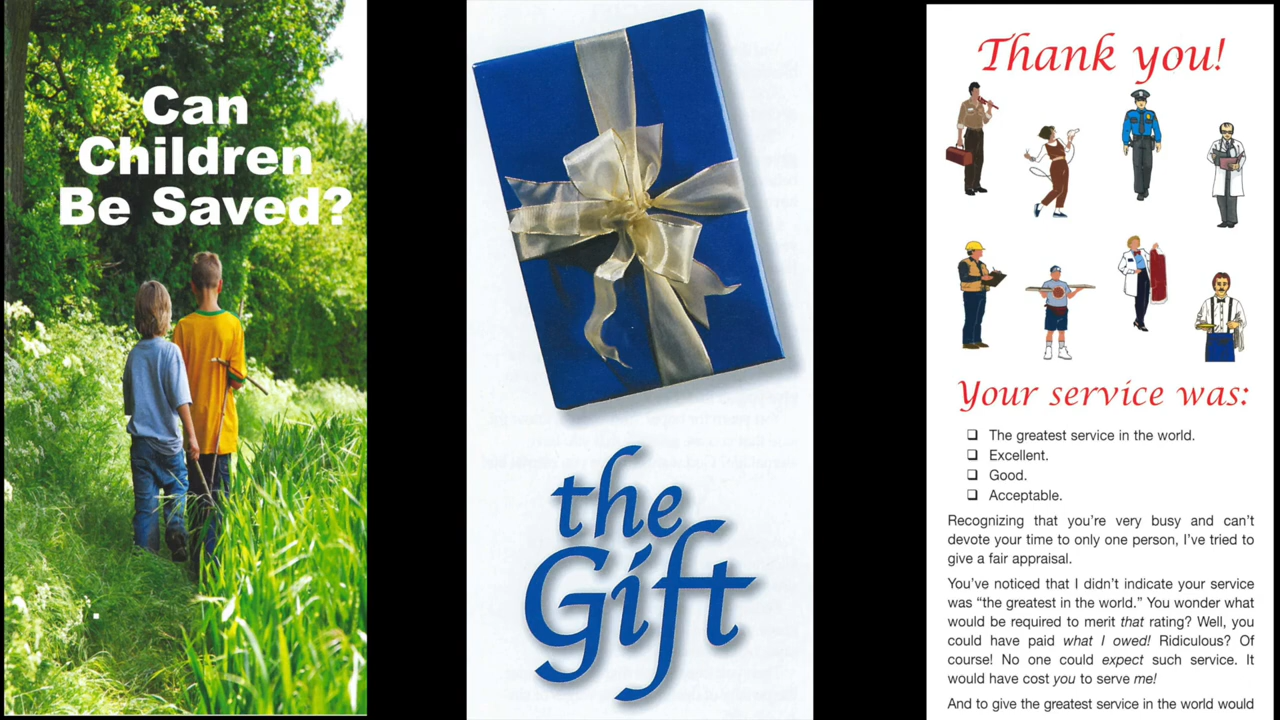 Can
Children
Be Saved?
the
Gift
Thank you!
Your service was:
❑ The greatest service in the world.
❑ Excellent.
❑ Good.
❑ Acceptable.
Recognizing that you're very busy and can't
devote your time to only one person, I've tried to
give a fair appraisal.
You've noticed that I didn't indicate your service
was “the greatest in the world.” You wonder what
would be required to merit that rating? Well, you
could have paid what I owed! Ridiculous? Of
course! No one could expect such service. It
would have cost you to serve me!
And to give the greatest service in the world would